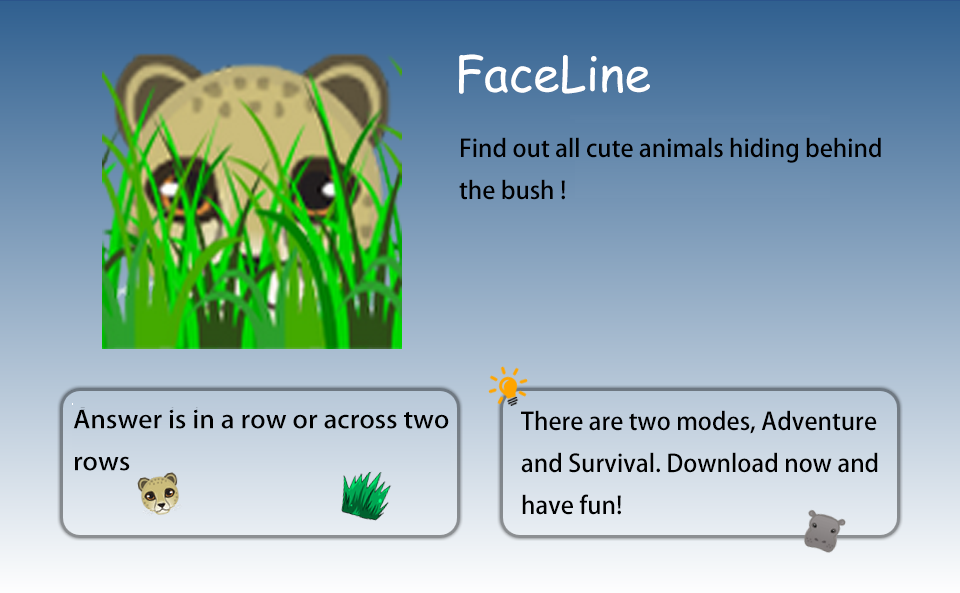 FaceLine
Find out all cute animals hiding behind
the bush !
Answer is in a row or across two
rows
There are two modes, Adventure
and Survival. Download now and
have fun!